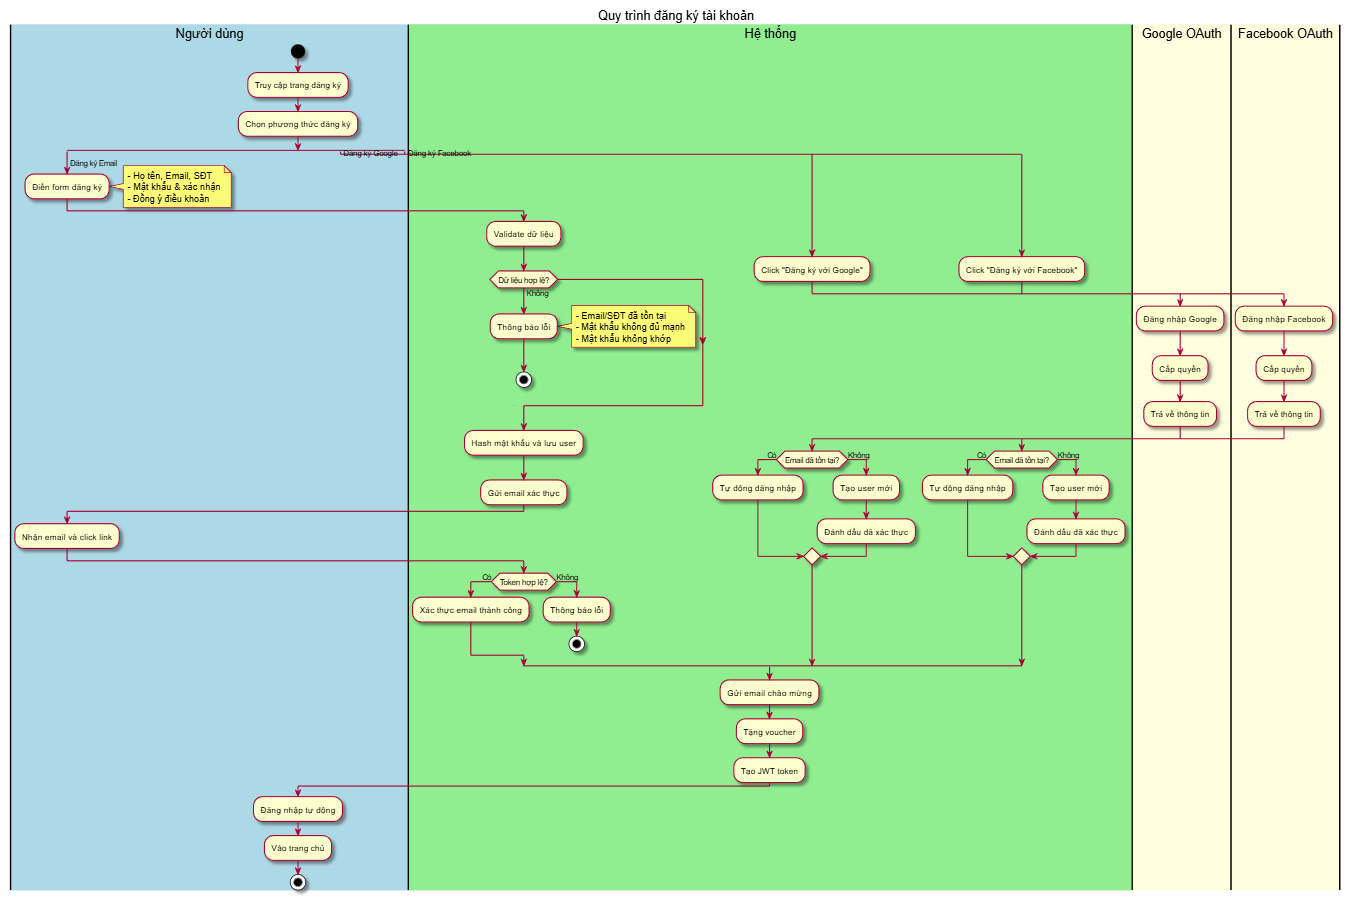 Quy trình đăng ký tài khoản
Người dùng
Hệ thống
Google OAuth
Facebook OAuth
Truy cập trang đăng ký
Chọn phương thức đăng ký
Đăng ký Email
Đăng ký Google
Đăng ký Facebook
Điền form đăng ký
- Họ tên, Email, SĐT
- Mật khẩu & xác nhận
- Đồng ý điều khoản
Validate dữ liệu
Dữ liệu hợp lệ?
Không
Thông báo lỗi
- Email/SĐT đã tồn tại
- Mật khẩu không đủ mạnh
- Mật khẩu không khớp
Click "Đăng ký với Google"
Click "Đăng ký với Facebook"
Đăng nhập Google
Đăng nhập Facebook
Cấp quyền
Cấp quyền
Trả về thông tin
Trả về thông tin
Hash mật khẩu và lưu user
Gửi email xác thực
Email đã tồn tại?
Có
Không
Tự động đăng nhập
Tạo user mới
Đánh dấu đã xác thực
Email đã tồn tại?
Có
Không
Tự động đăng nhập
Tạo user mới
Đánh dấu đã xác thực
Nhận email và click link
Token hợp lệ?
Có
Không
Xác thực email thành công
Thông báo lỗi
Gửi email chào mừng
Tặng voucher
Tạo JWT token
Đăng nhập tự động
Vào trang chủ